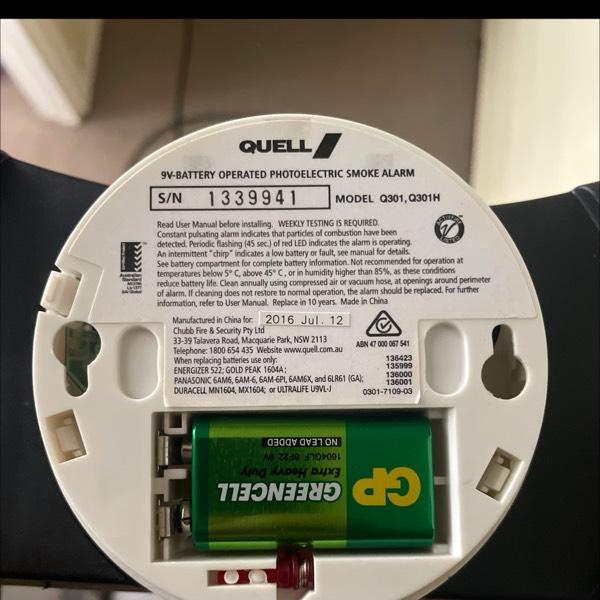 QUELL
9V-BATTERY OPERATED PHOTOELECTRIC SMOKE ALARM
S/N 1339941 MODEL Q301, Q301H
Read User Manual before installing. WEEKLY TESTING IS REQUIRED.
Constant pulsating alarm indicates that particles of combustion have been
detected. Periodic flashing (45 sec.) of red LED indicates the alarm is operating.
An intermittent "chirp" indicates a low battery or fault, see manual for details.
See battery compartment for complete battery information. Not recommended for operation at
temperatures below 5° C, above 45° C, or in humidity higher than 85%, as these conditions
reduce battery life. Clean annually using compressed air or vacuum hose, at openings around perimeter
of alarm. If cleaning does not restore to normal operation, the alarm should be replaced. For further
information, refer to User Manual. Replace in 10 years. Made in China
Australian
Standard
LISTED
Manufactured in China for: 2016 Jul. 12
Chubb Fire & Security Pty Ltd
33-39 Talavera Road, Macquarie Park, NSW 2113
Telephone: 1800 654 435 Website www.quell.com.au
ABN 47 000 067 541
When replacing batteries use only:
ENERGIZER 522; GOLD PEAK 1604A;
PANASONIC 6AM6, 6AM-6, 6AM-6PI, 6AM6X, and 6LR61 (GA);
DURACELL MN1604, MX1604; or ULTRALIFE U9VL-J
136423
135999
136000
136001
0301-7109-03
GP GREENCELL
Extra Heavy Duty
1604GLF 6F22 9V
NO LEAD ADDED